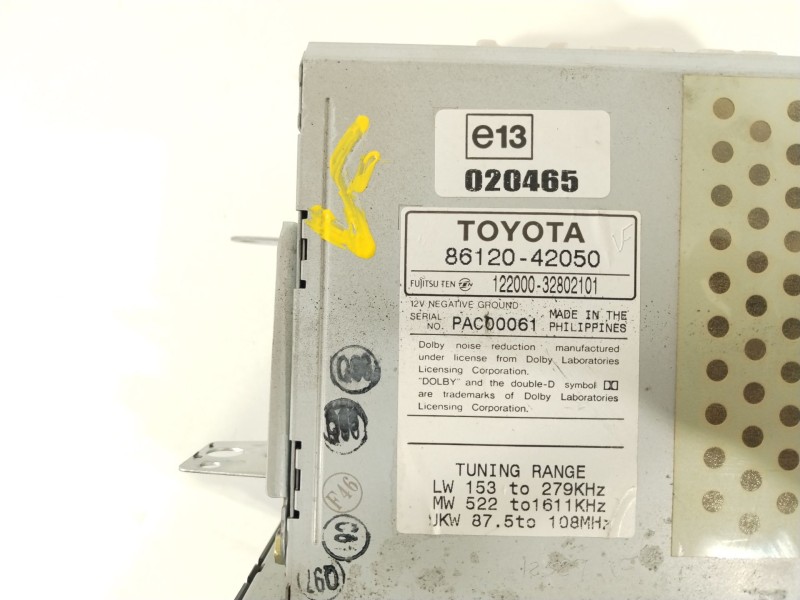 e13
020465
TOYOTA
86120-42050
FUJITSU TEN TEN 122000-32802101
12V NEGATIVE GROUND
SERIAL NO. PAC00061 MADE IN THE PHILIPPINES
Dolby noise reduction manufactured
under license from Dolby Laboratories
Licensing Corporation.
"DOLBY" and the double-D symbol
are trademarks of Dolby Laboratories
Licensing Corporation.
TUNING RANGE
LW 153 to 279KHz
MW 522 to1611KHz
UKW 87.5to 108MHz
F46